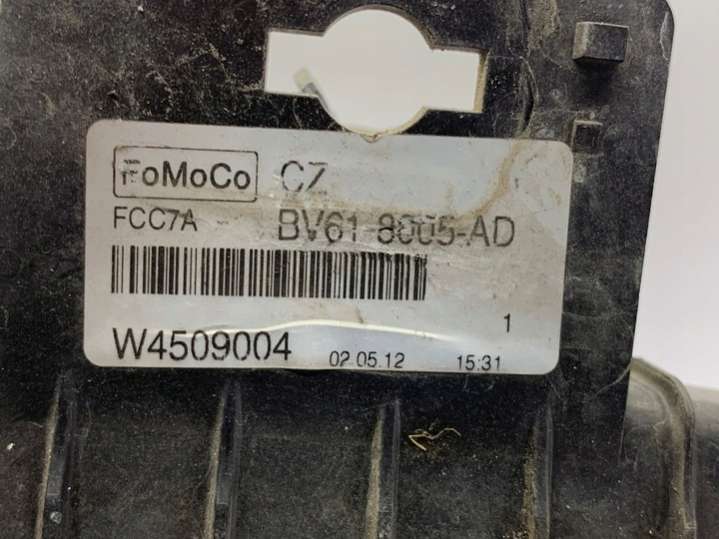 FoMoCo CZ
FCC7A - BV61-8005-AD
1
W4509004 02.05.12 15:31